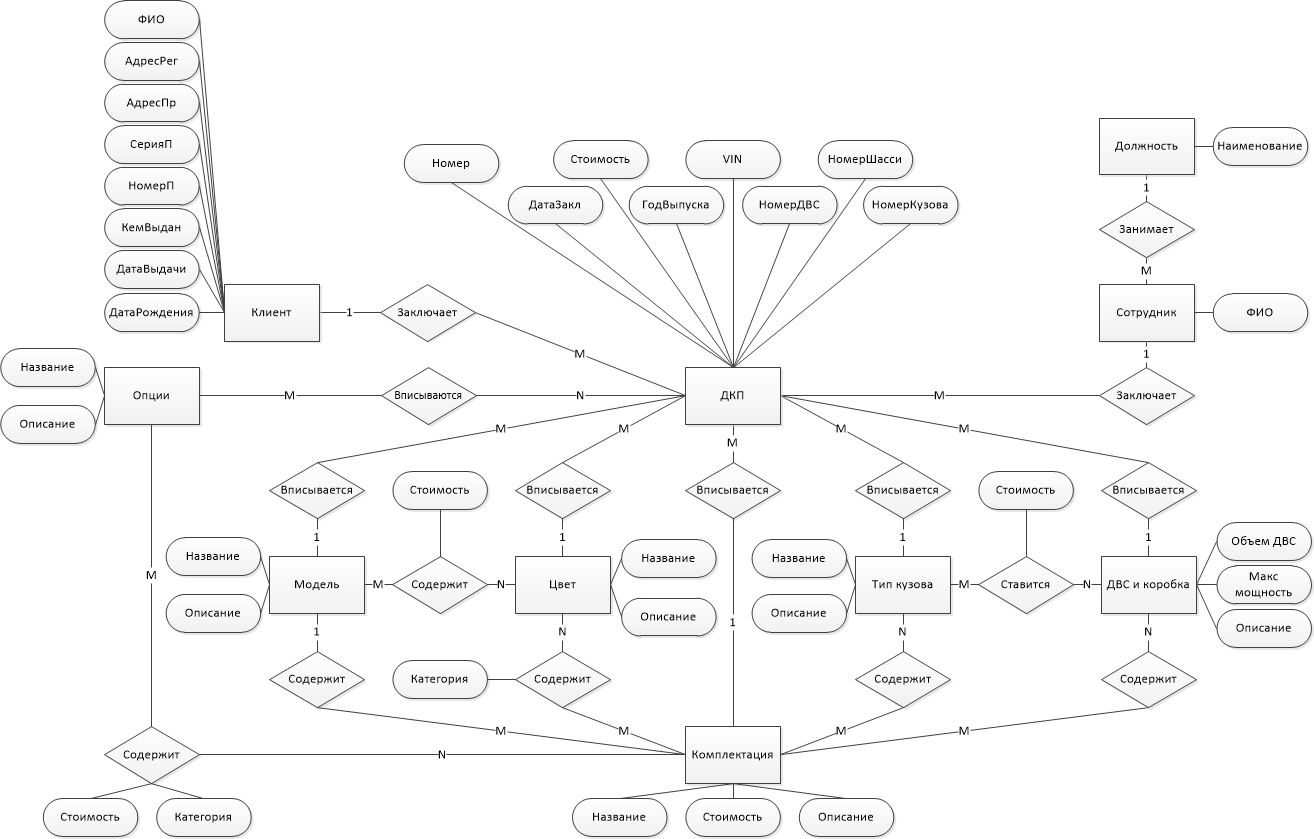 ФИО
АдресРег
АдресПр
СерияП
НомерП
КемВыдан
ДатаВыдачи
ДатаРождения
Клиент
1
Заключает
M
Номер
Стоимость
VIN
НомерШасси
ДатаЗакл
ГодВыпуска
НомерДВС
НомерКузова
Должность
Наименование
1
Занимает
M
Сотрудник
ФИО
1
Заключает
M
Название
Описание
Опции
M
Вписываются
N
ДКП
M
M
M
M
M
Вписывается
Вписывается
Вписывается
Вписывается
Вписывается
1
1
1
1
1
Стоимость
Стоимость
Название
Описание
Модель
M
Содержит
N
Цвет
Название
Описание
Название
Описание
Тип кузова
M
Ставится
N
ДВС и коробка
Объем ДВС
Макс
мощность
Описание
M
1
N
N
N
Содержит
Категория
Содержит
Содержит
Содержит
M
M
M
M
Содержит
N
Комплектация
Стоимость
Категория
Название
Стоимость
Описание